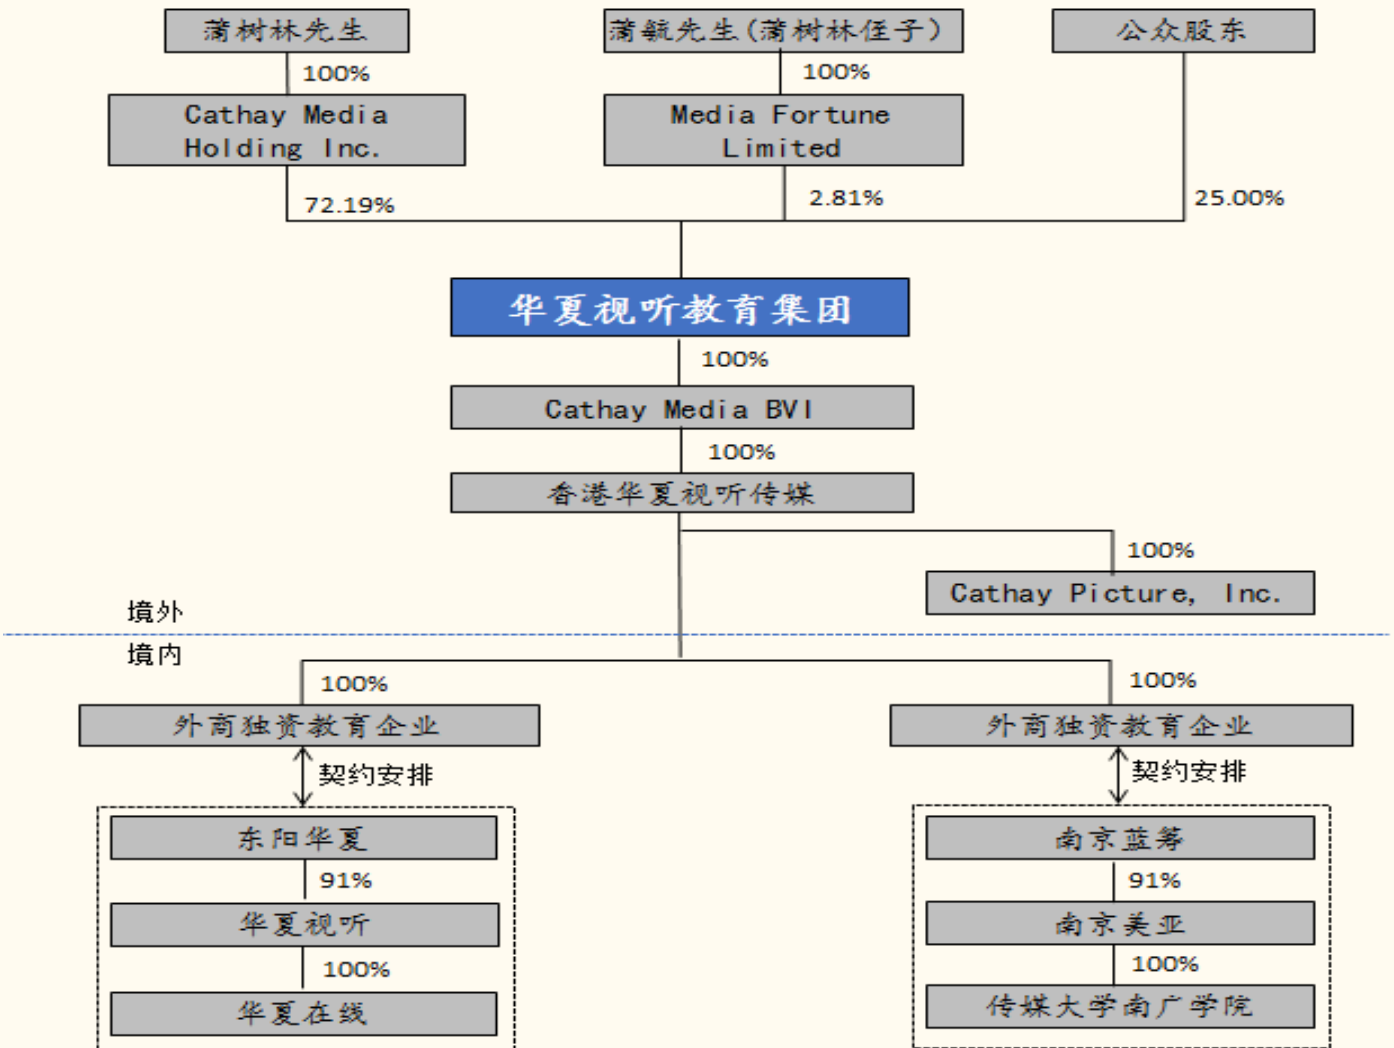 蒲树林先生
蒲毓先生(蒲树林侄子)
公众股东
100%
100%
Cathay Media
Holding Inc.
Media Fortune
Limited
72.19%
2.81%
25.00%
华夏视听教育集团
100%
Cathay Media BVI
100%
香港华夏视听传媒
100%
Cathay Picture, Inc.
境外
境内
100%
100%
外商独资教育企业
外商独资教育企业
契约安排
契约安排
东阳华夏
南京蓝筹
91%
91%
华夏视听
南京美亚
100%
100%
华夏在线
传媒大学南广学院